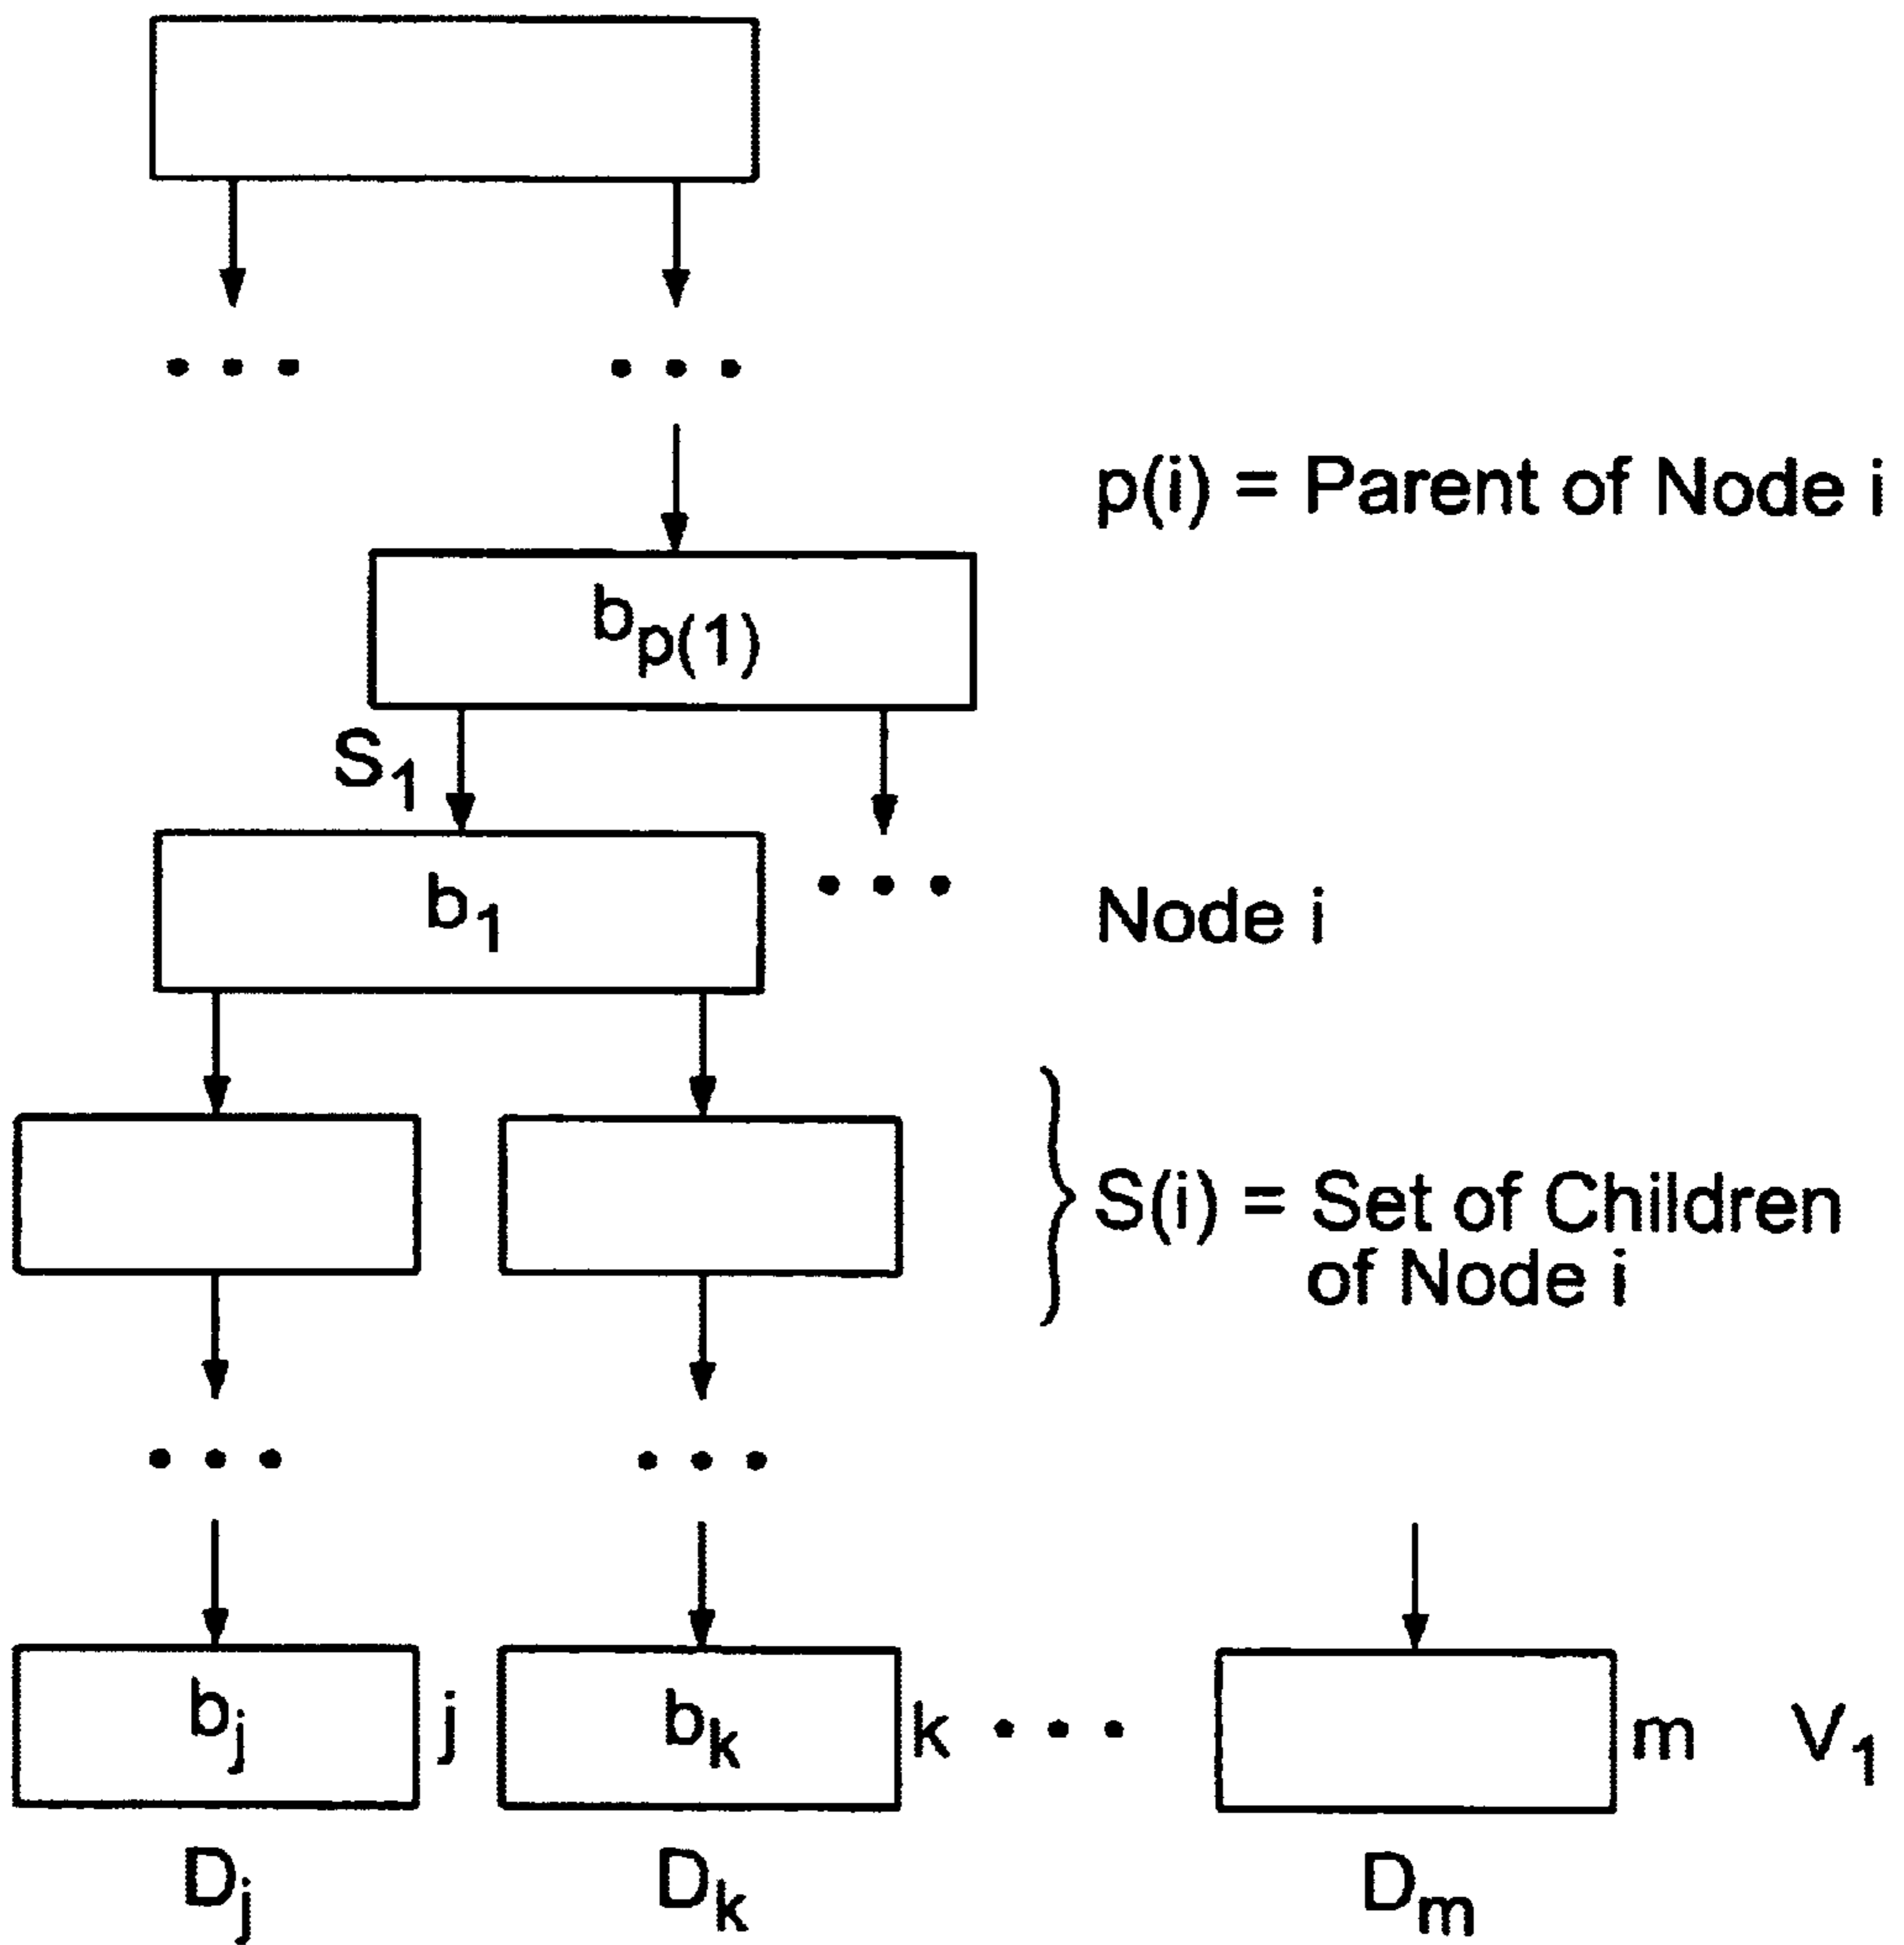 p(i) = Parent of Node i
b_p(1)
S_1
b_1
Node i
S(i) = Set of Children
of Node i
b_j j b_k k m V_1
D_j D_k D_m